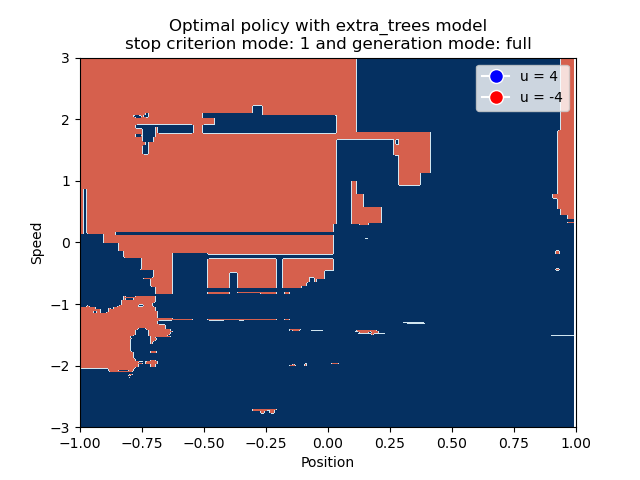 Optimal policy with extra_trees model
stop criterion mode: 1 and generation mode: full
u = 4
u = -4
Speed
3
2
1
0
−1
−2
−3
−1.00 −0.75 −0.50 −0.25 0.00 0.25 0.50 0.75 1.00
Position